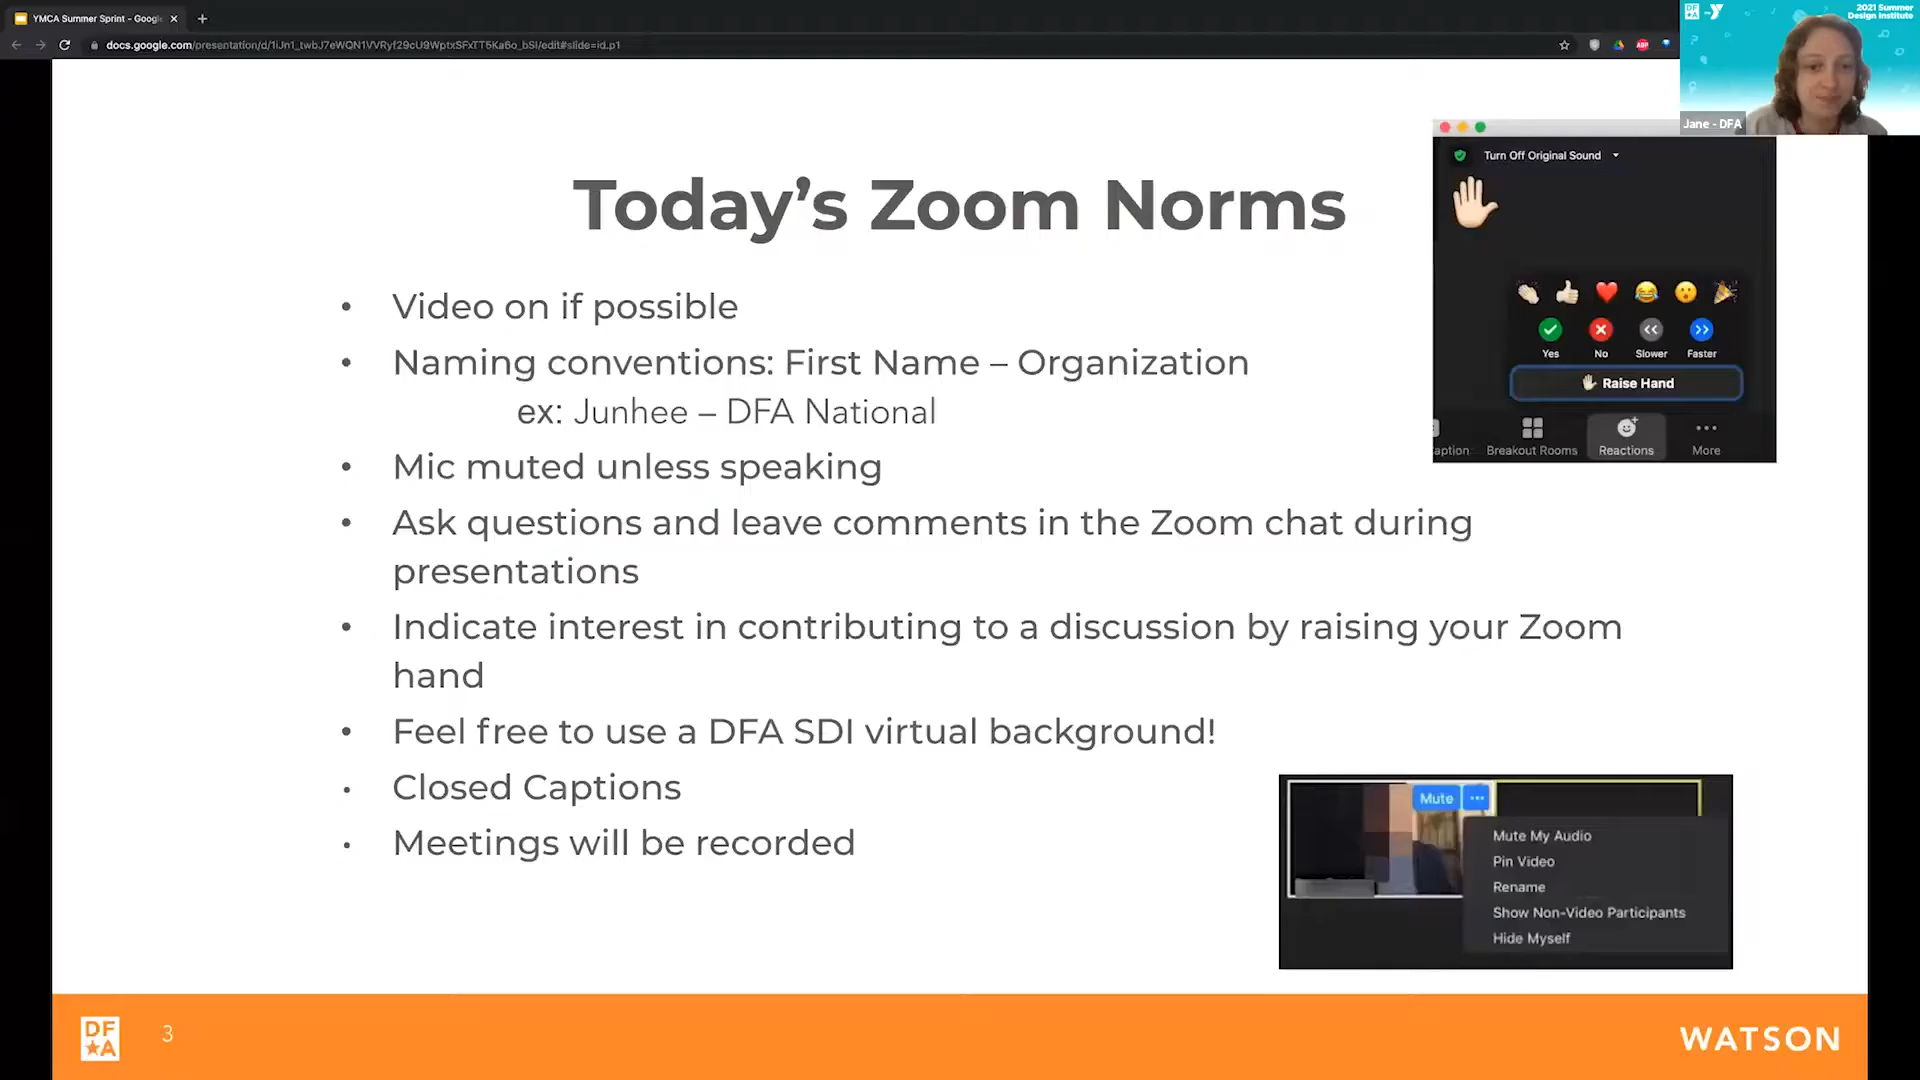 YMCA Summer Sprint - Googl
docs.google.com/presentation/d/1iJn1_twbJ7eWQN1VVRyf29cU9WptxSFxTT5Ka6o_bSI/edit#slide=id.p1
2021 Summer
Design Institute
DFA
Jane - DFA
Turn Off Original Sound
Today's Zoom Norms
• Video on if possible
• Naming conventions: First Name – Organization
ex: Junhee – DFA National
• Mic muted unless speaking
• Ask questions and leave comments in the Zoom chat during
presentations
• Indicate interest in contributing to a discussion by raising your Zoom
hand
• Feel free to use a DFA SDI virtual background!
• Closed Captions
• Meetings will be recorded
Yes No Slower Faster
Raise Hand
aption Breakout Rooms Reactions More
Mute ...
Mute My Audio
Pin Video
Rename
Show Non-Video Participants
Hide Myself
DF
A
3
WATSON